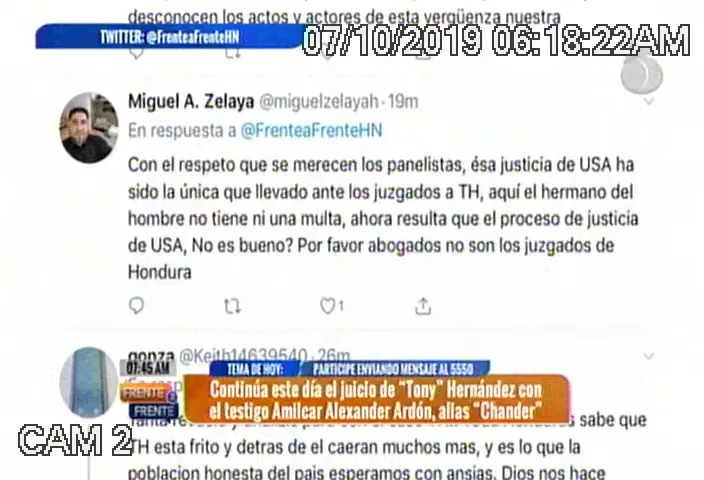 desconocen los actos y actores de esta vergüenza nuestra
TWITTER: @FrenteaFrenteHN
07/10/2019 06:18:22AM
Miguel A. Zelaya @miguelzelayah · 19m
En respuesta a @FrenteaFrenteHN
Con el respeto que se merecen los panelistas, ésa justicia de USA ha
sido la única que llevado ante los juzgados a TH, aquí el hermano del
hombre no tiene ni una multa, ahora resulta que el proceso de justicia
de USA, No es bueno? Por favor abogados no son los juzgados de
Hondura
1
gonza @Keith14639540 · 26m
07:45 AM
TEMA DE HOY:
PARTICIPE ENVIANDO MENSAJE AL 5550
FRENTE
FRENTE
Continúa este día el juicio de "Tony" Hernández con
el testigo Amilcar Alexander Ardón, alias "Chander"
sabe que
CAM 2
TH esta frito y detras de el caeran muchos mas, y es lo que la
poblacion honesta del pais esperamos con ansias. Dios nos hace